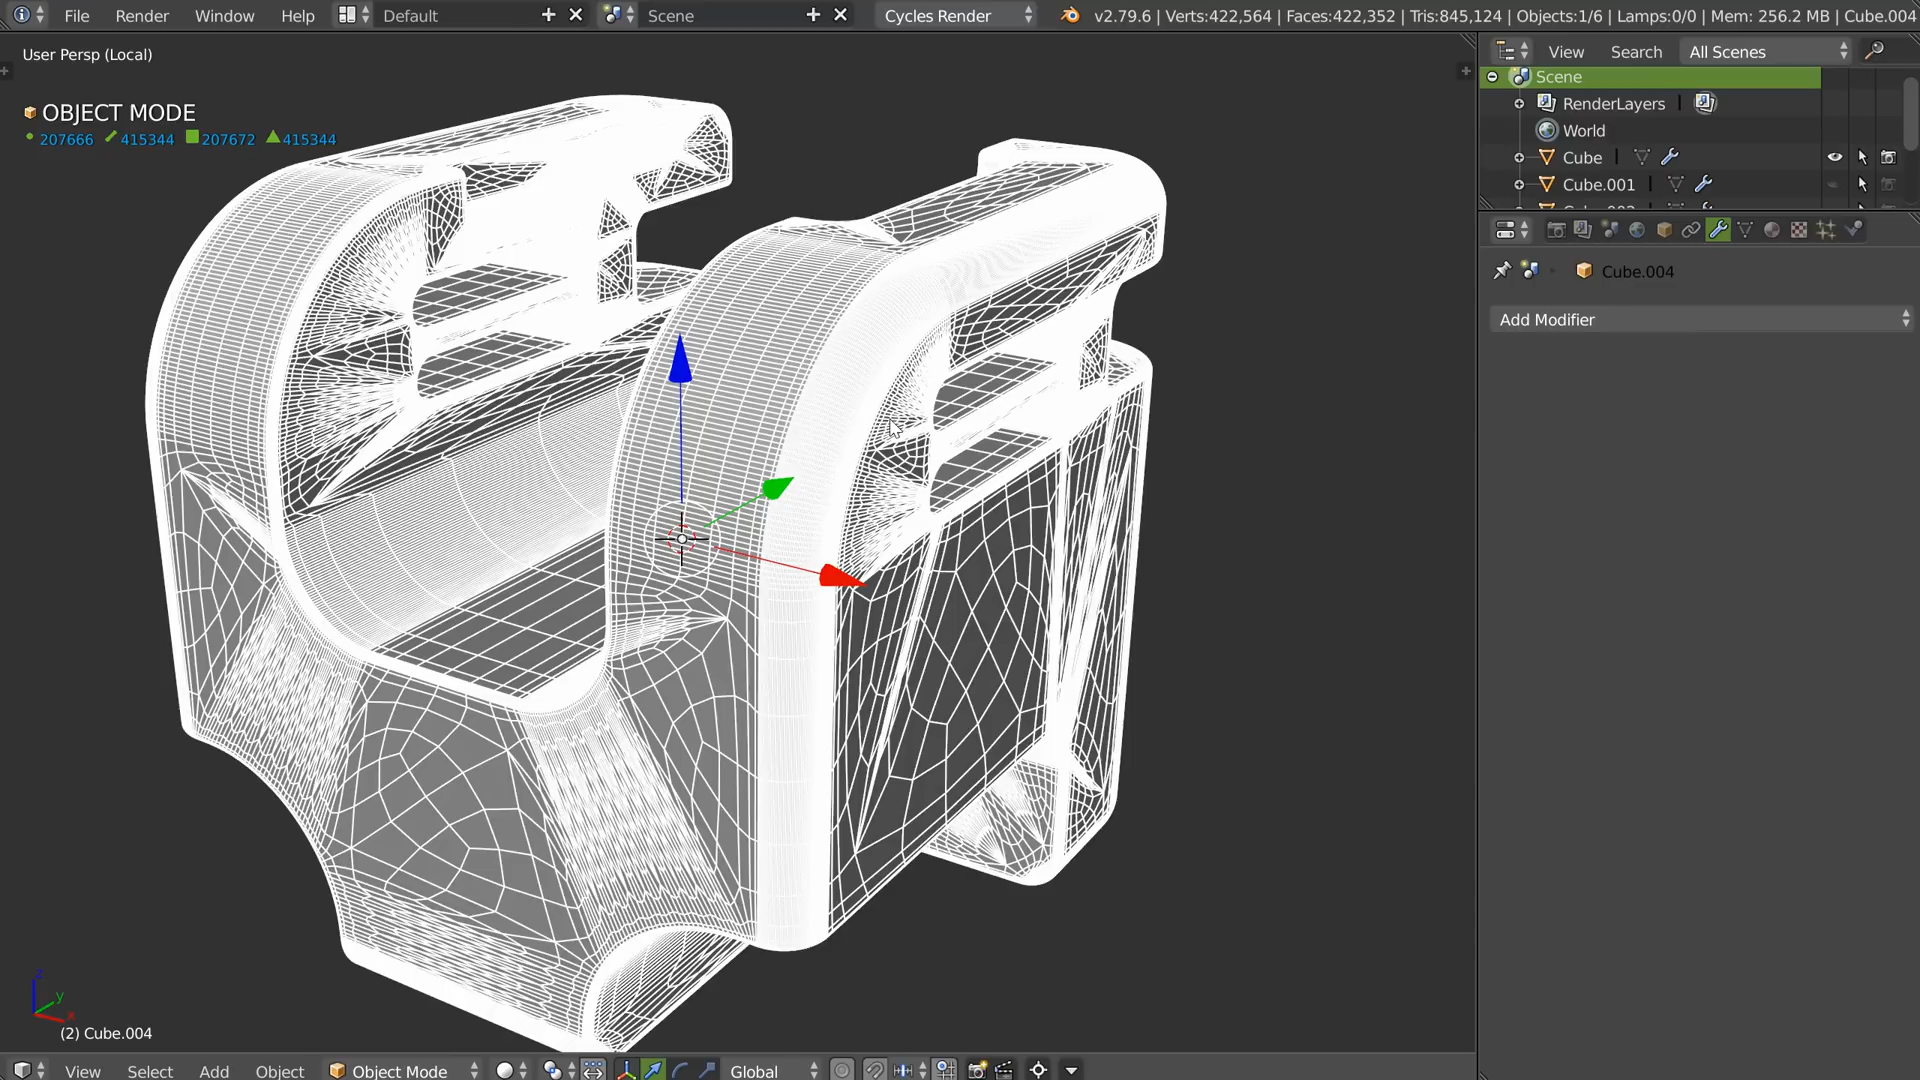 File Render Window Help Default Scene Cycles Render v2.79.6 | Verts:422,564 | Faces:422,352 | Tris:845,124 | Objects:1/6 | Lamps:0/0 | Mem: 256.2 MB | Cube.004
User Persp (Local)
OBJECT MODE
207666 415344 207672 415344
View Search All Scenes
Scene
RenderLayers
World
Cube
Cube.001
Cube.004
Add Modifier
z
y
x
(2) Cube.004
View Select Add Object Object Mode Global